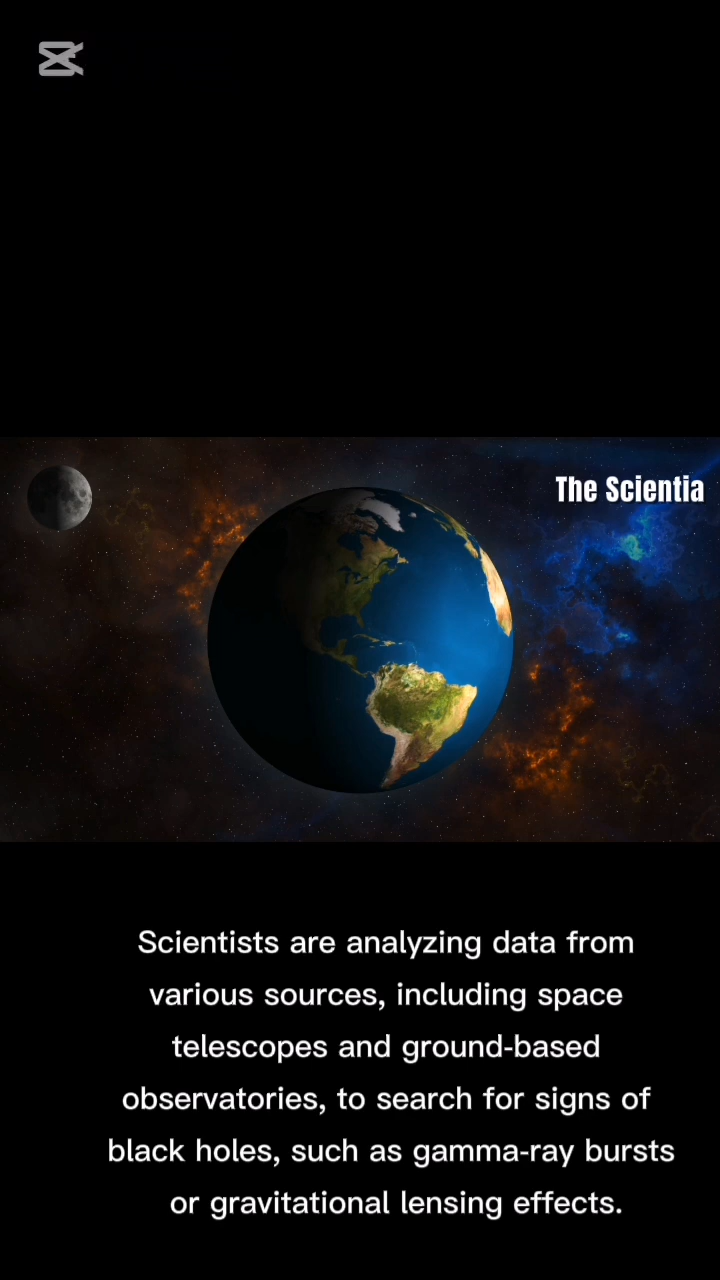 The Scientia
Scientists are analyzing data from
various sources, including space
telescopes and ground-based
observatories, to search for signs of
black holes, such as gamma-ray bursts
or gravitational lensing effects.